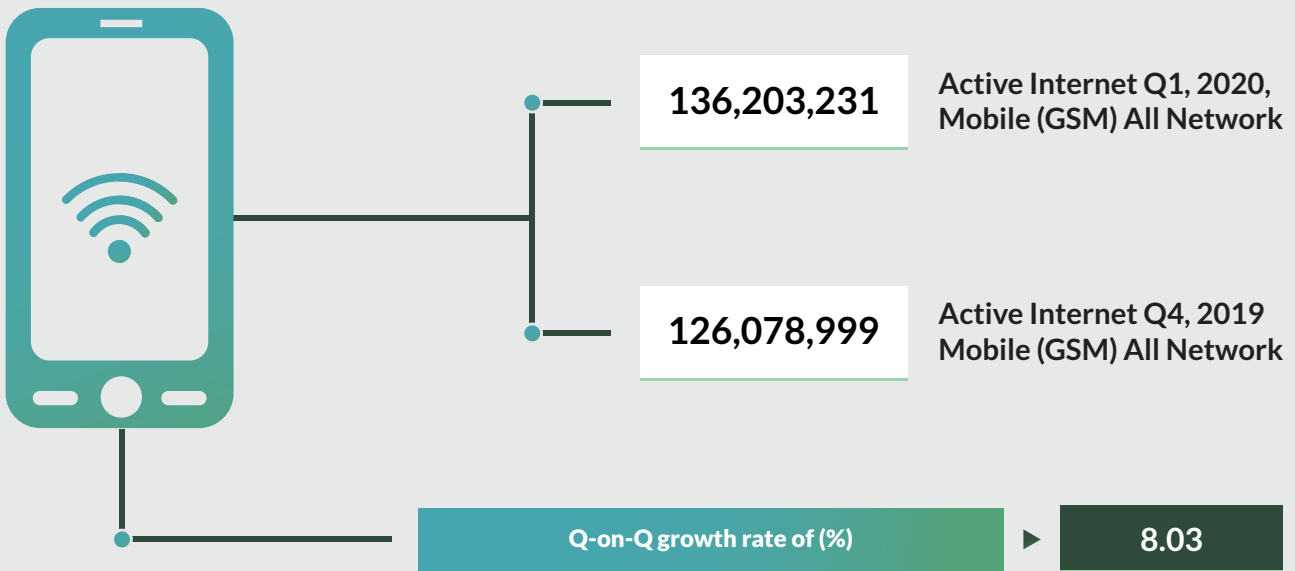 136,203,231
Active Internet Q1, 2020,
Mobile (GSM) All Network
126,078,999
Active Internet Q4, 2019
Mobile (GSM) All Network
Q-on-Q growth rate of (%)
8.03